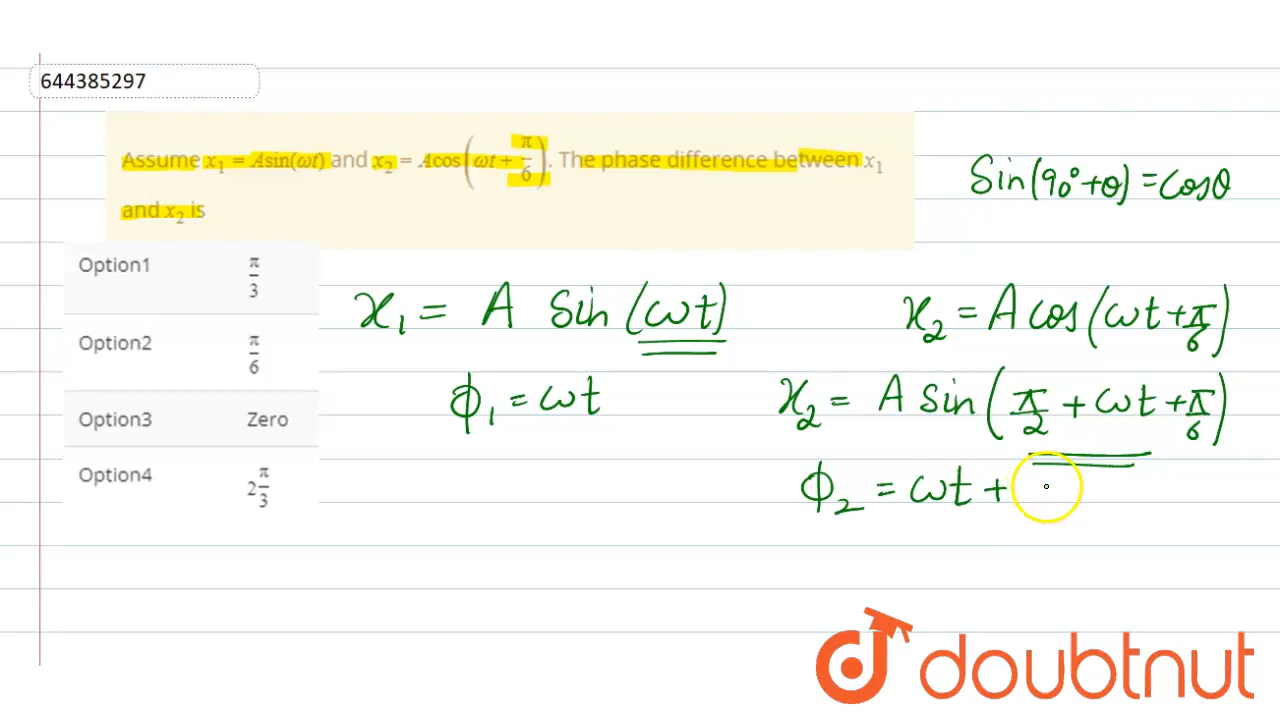 644385297
Assume x₁ = Asin(ωt) and x₂ = Acos(ωt + π/6). The phase difference between x₁
and x₂ is
Sin(90°+θ)=Cosθ
Option1 π/3
Option2 π/6
Option3 Zero
Option4 2π/3
x₁ = A Sin(ωt)
x₂ = A cos(ωt + π/6)
ϕ₁ = ωt
x₂ = A Sin(π/2 + ωt + π/6)
ϕ₂ = ωt +
doubtnut